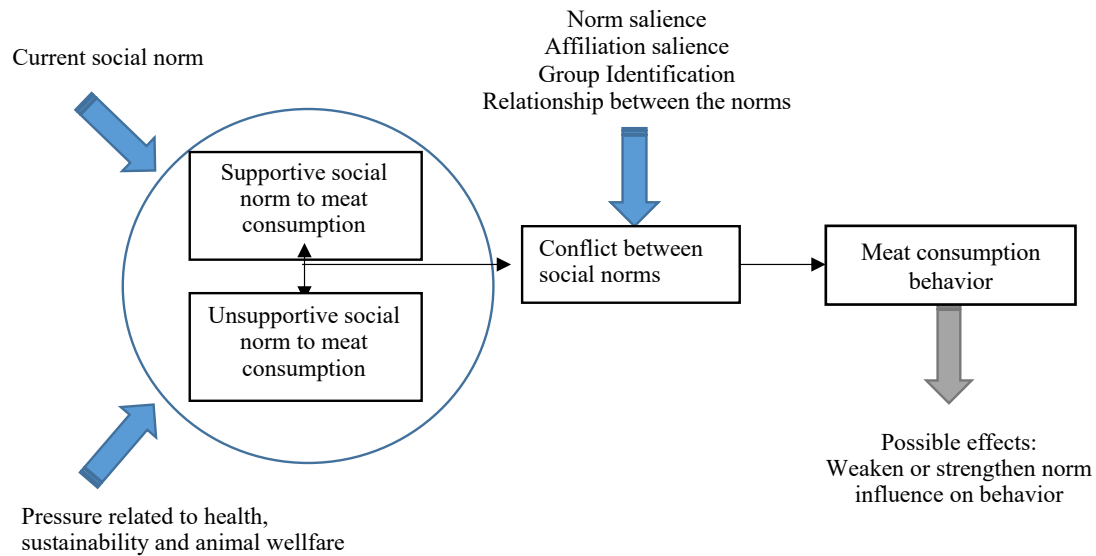 Current social norm
Norm salience
Affiliation salience
Group Identification
Relationship between the norms
Supportive social
norm to meat
consumption
Unsupportive social
norm to meat
consumption
Conflict between
social norms
Meat consumption
behavior
Pressure related to health,
sustainability and animal wellfare
Possible effects:
Weaken or strengthen norm
influence on behavior